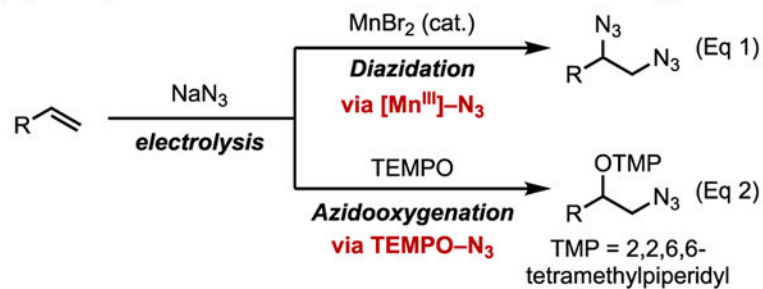 MnBr2 (cat.)
N3
N3
R
(Eq 1)
Diazidation
via [MnIII]–N3
NaN3
R
electrolysis
TEMPO
OTMP
N3
R
(Eq 2)
Azidooxygenation
via TEMPO–N3
TMP = 2,2,6,6-
tetramethylpiperidyl